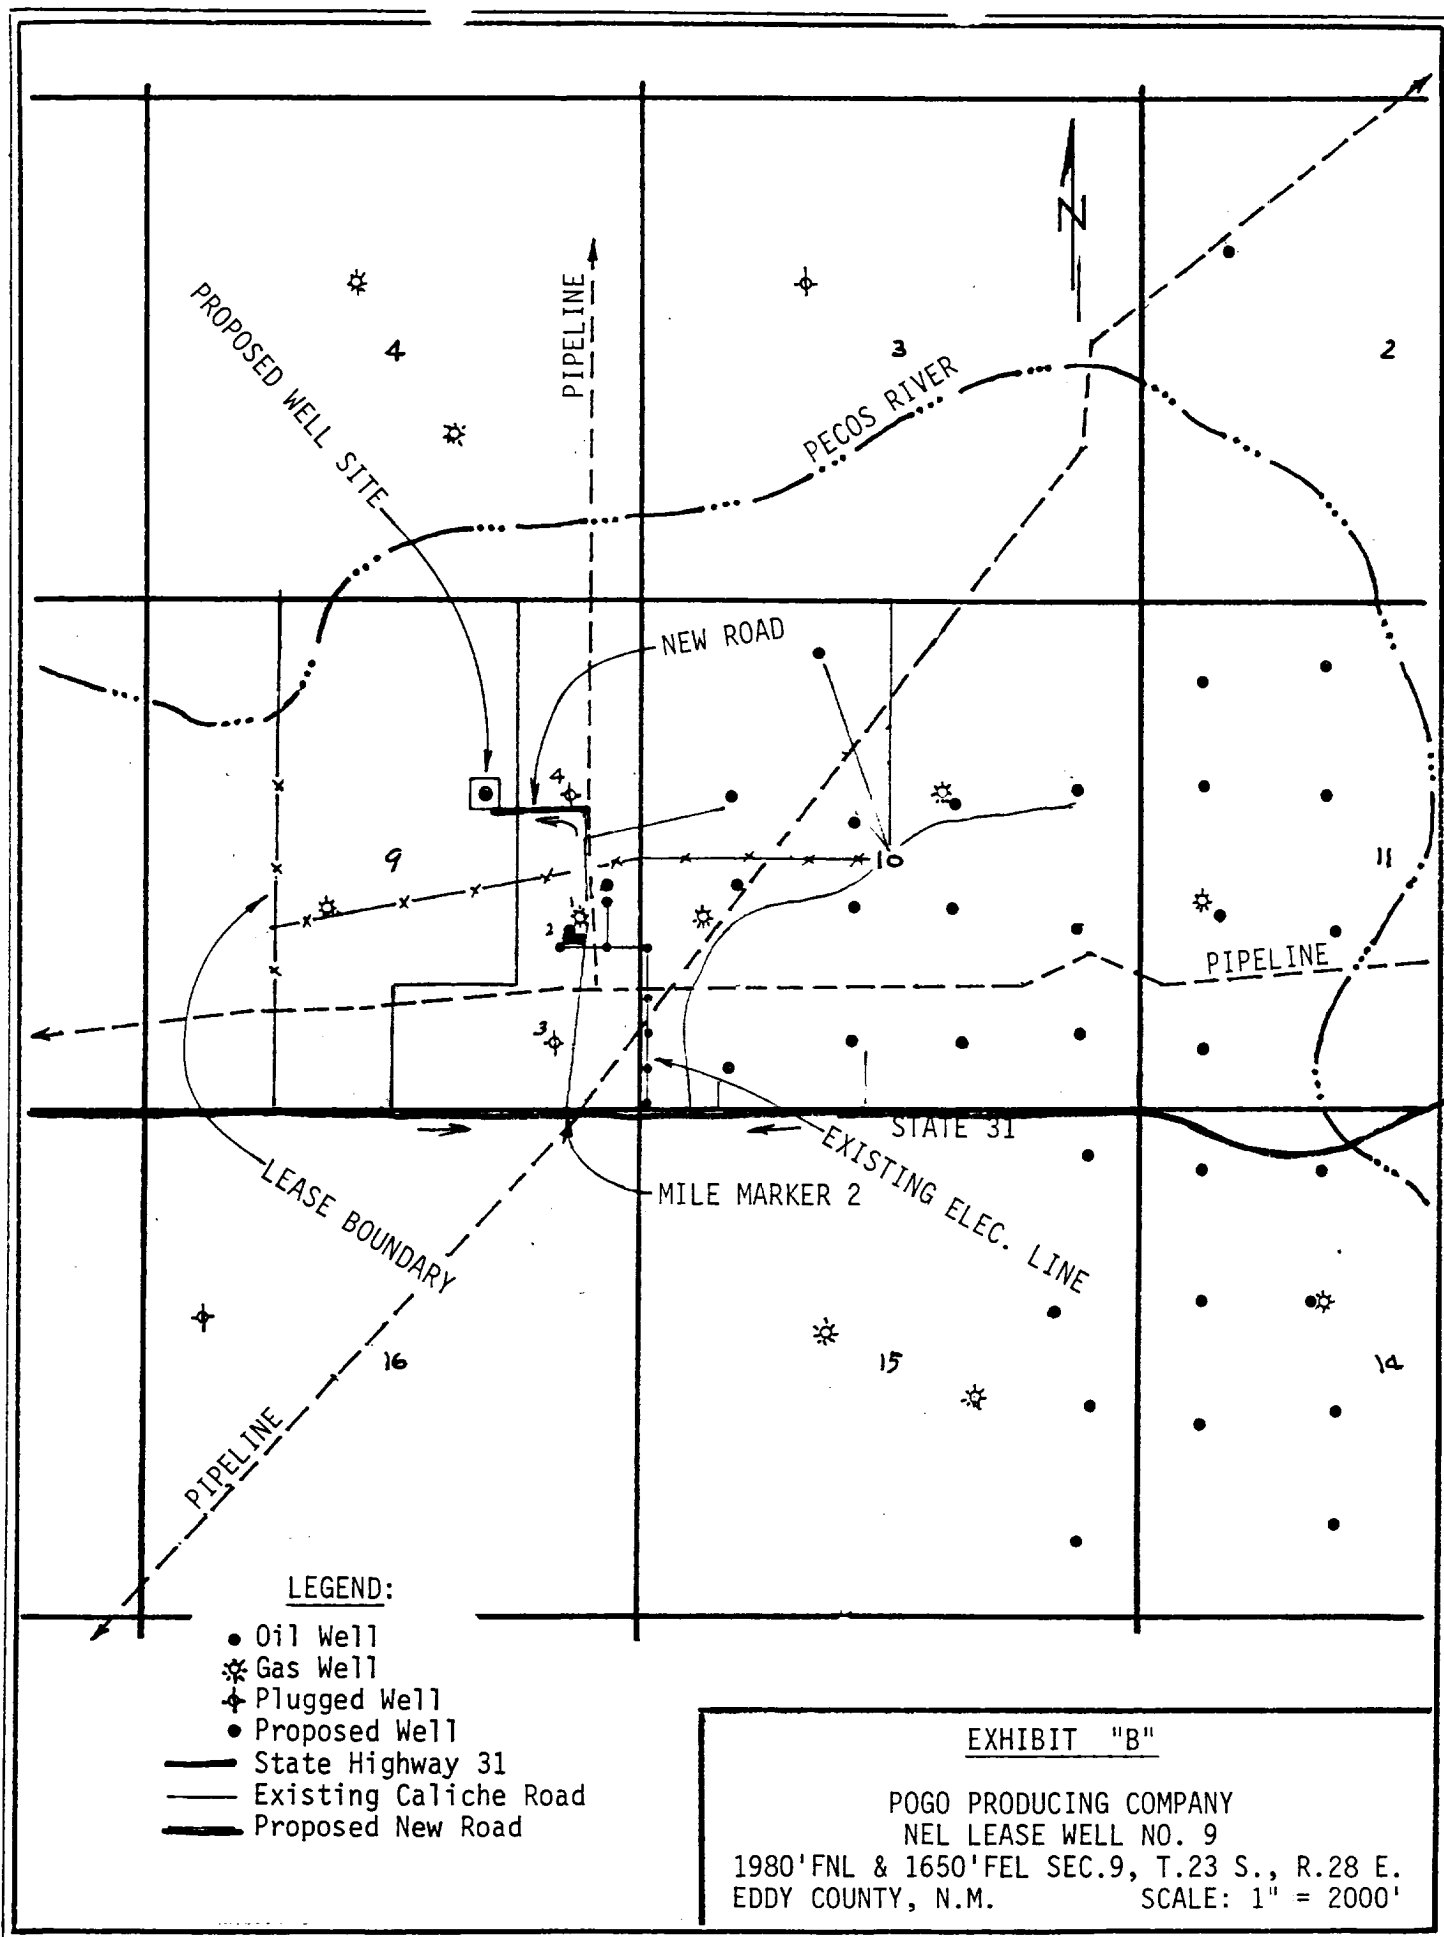 N
PROPOSED WELL SITE
PIPELINE
4
3
2
PECOS RIVER
NEW ROAD
4
9
10
11
2
PIPELINE
3
STATE 31
EXISTING ELEC. LINE
MILE MARKER 2
LEASE BOUNDARY
16
15
14
PIPELINE
LEGEND:
Oil Well
Gas Well
Plugged Well
Proposed Well
State Highway 31
Existing Caliche Road
Proposed New Road
EXHIBIT "B"
POGO PRODUCING COMPANY
NEL LEASE WELL NO. 9
1980'FNL & 1650'FEL SEC.9, T.23 S., R.28 E.
EDDY COUNTY, N.M. SCALE: 1" = 2000'